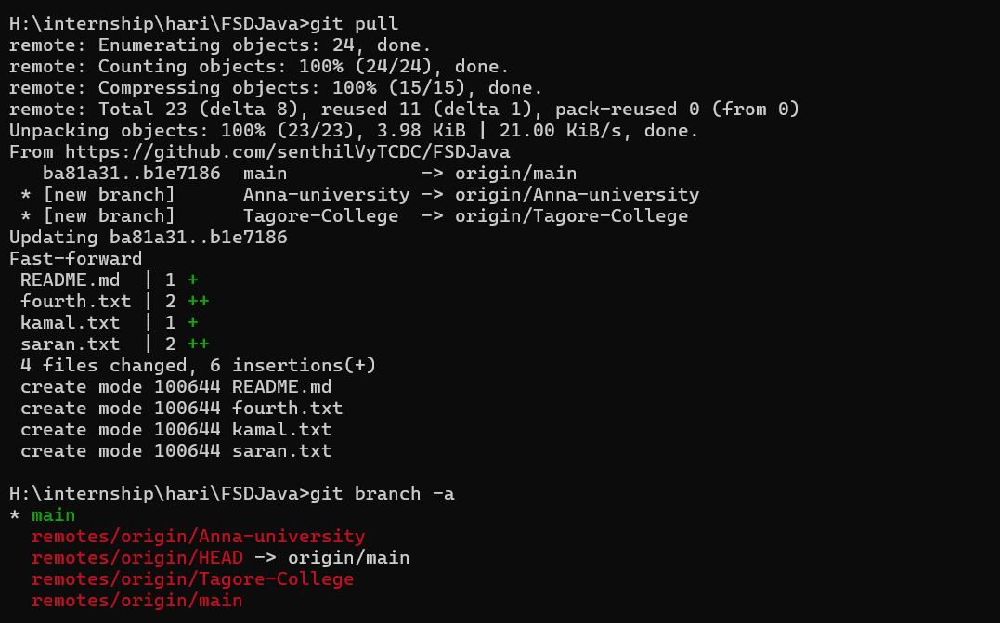 H:\internship\hari\FSDJava>git pull
remote: Enumerating objects: 24, done.
remote: Counting objects: 100% (24/24), done.
remote: Compressing objects: 100% (15/15), done.
remote: Total 23 (delta 8), reused 11 (delta 1), pack-reused 0 (from 0)
Unpacking objects: 100% (23/23), 3.98 KiB | 21.00 KiB/s, done.
From https://github.com/senthilVyTCDC/FSDJava
   ba81a31..b1e7186  main            -> origin/main
 * [new branch]      Anna-university -> origin/Anna-university
 * [new branch]      Tagore-College  -> origin/Tagore-College
Updating ba81a31..b1e7186
Fast-forward
 README.md  | 1 +
 fourth.txt | 2 ++
 kamal.txt  | 1 +
 saran.txt  | 2 ++
 4 files changed, 6 insertions(+)
 create mode 100644 README.md
 create mode 100644 fourth.txt
 create mode 100644 kamal.txt
 create mode 100644 saran.txt

H:\internship\hari\FSDJava>git branch -a
* main
  remotes/origin/Anna-university
  remotes/origin/HEAD -> origin/main
  remotes/origin/Tagore-College
  remotes/origin/main